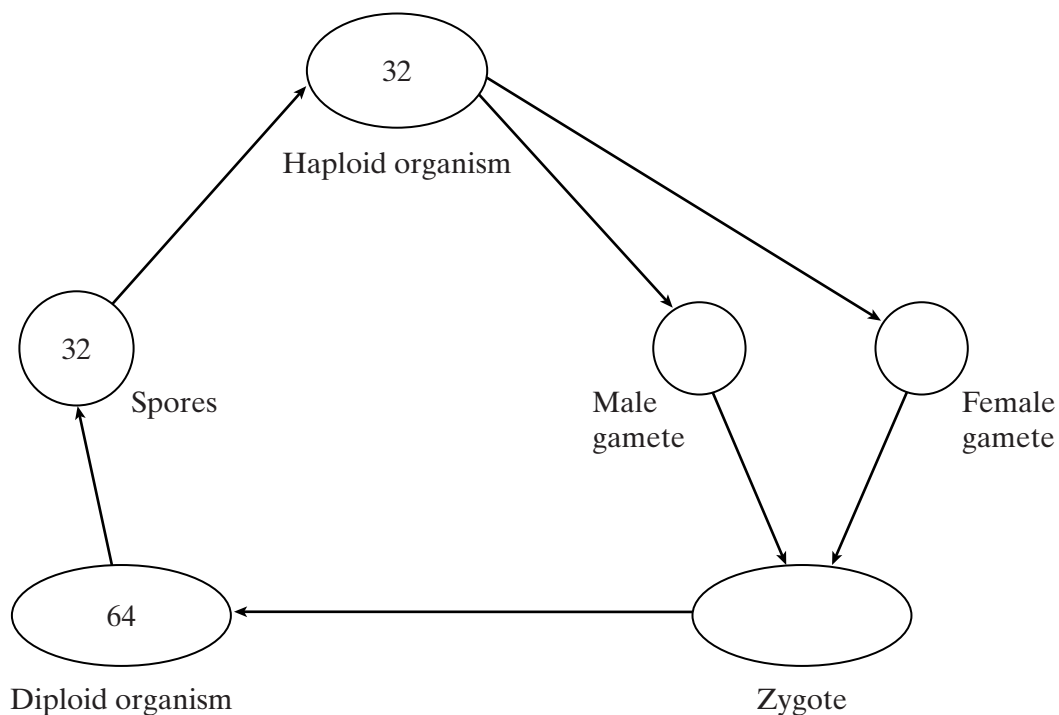 32
Haploid organism
32
Spores
Male
gamete
Female
gamete
64
Diploid organism
Zygote